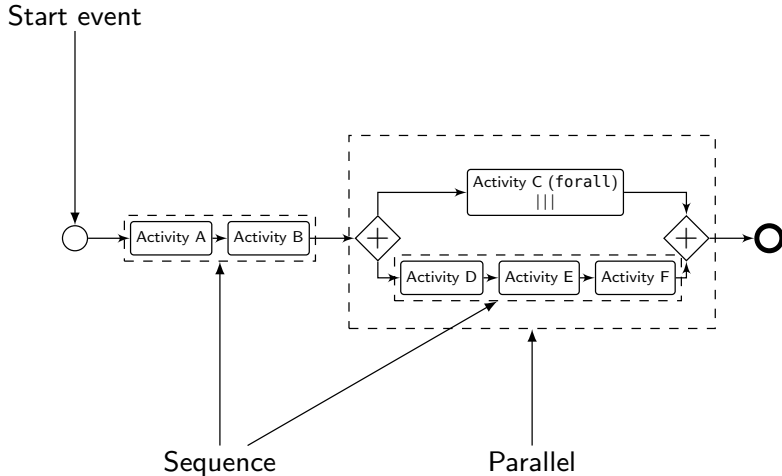 Start event
Activity C (forall)
|||
Activity A
Activity B
Activity D
Activity E
Activity F
Sequence
Parallel